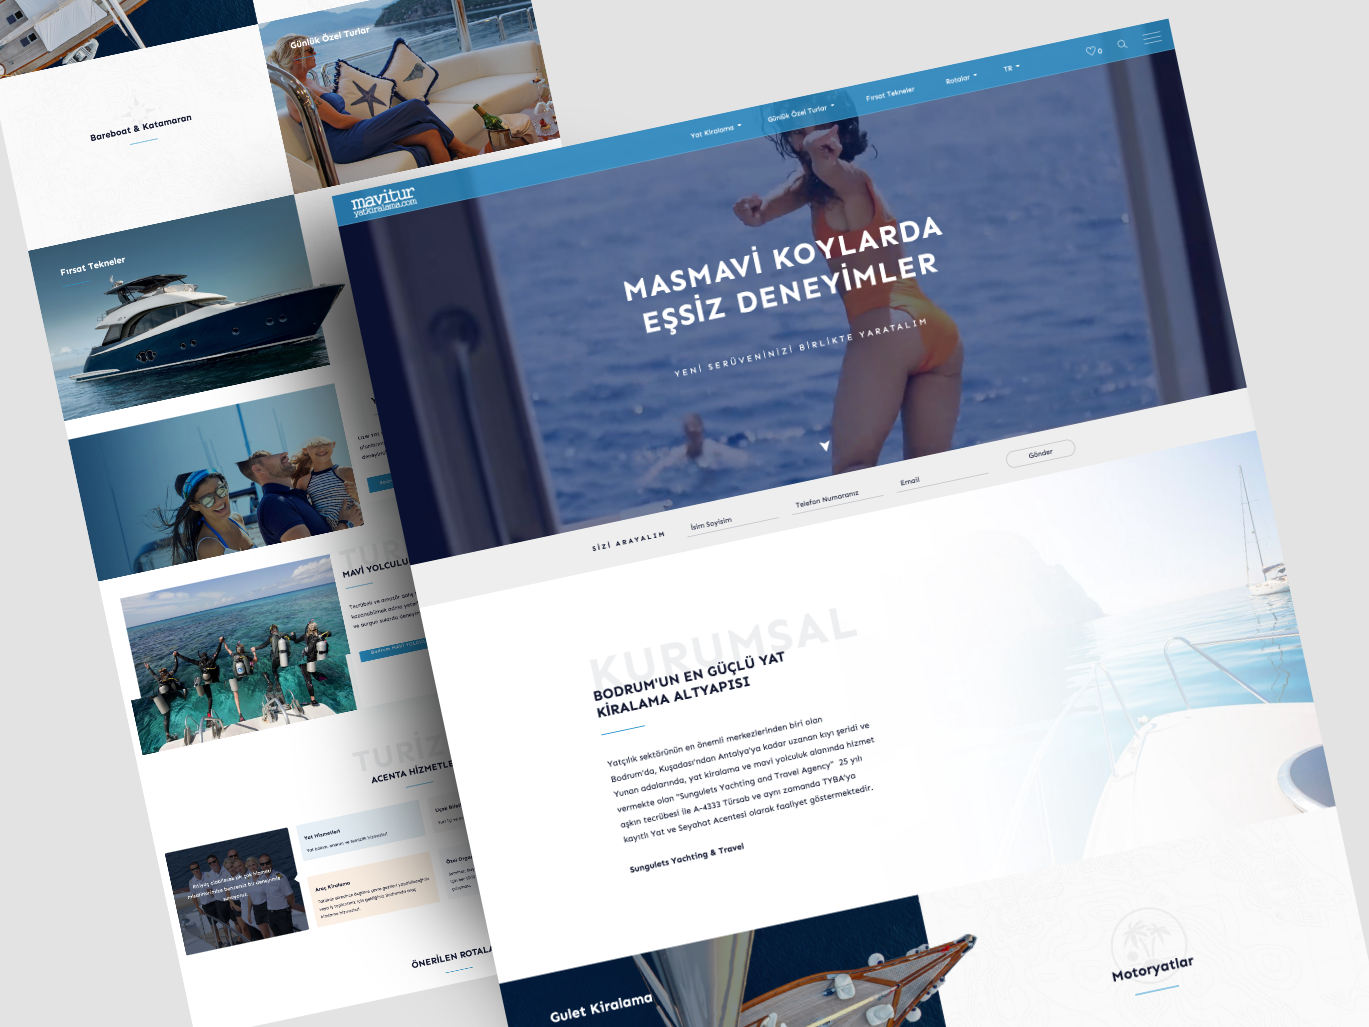 Günlük Özel Turlar
Bareboat & Katamaran
Fırsat Tekneler
MAVİ YOLCULU
TURİZ
ACENTA HİZMETLE
Yat Hizmetleri
Araç Kiralama
ÖNERİLEN ROTALA
mavitur
yatkiralama.com
Yat Kiralama
Günlük Özel Turlar
Fırsat Tekneler
Rotalar
TR
0
MASMAVİ KOYLARDA
EŞSİZ DENEYİMLER
YENİ SERÜVENİNİZİ BİRLİKTE YARATALIM
SİZİ ARAYALIM
İsim Soyisim
Telefon Numaranız
Email
Gönder
KURUMSAL
BODRUM'UN EN GÜÇLÜ YAT
KİRALAMA ALTYAPISI
Yatçılık sektörünün en önemli merkezlerinden biri olan
Bodrum'da, Kuşadası'ndan Antalya'ya kadar uzanan kıyı şeridi ve
Yunan adalarında, yat kiralama ve mavi yolculuk alanında hizmet
vermekte olan "Sungulets Yachting and Travel Agency" 25 yılı
aşkın tecrübesi ile A-4333 Türsab ve aynı zamanda TYBA'ya
kayıtlı Yat ve Seyahat Acentesi olarak faaliyet göstermektedir.
Sungulets Yachting & Travel
Gulet Kiralama
Motoryatlar